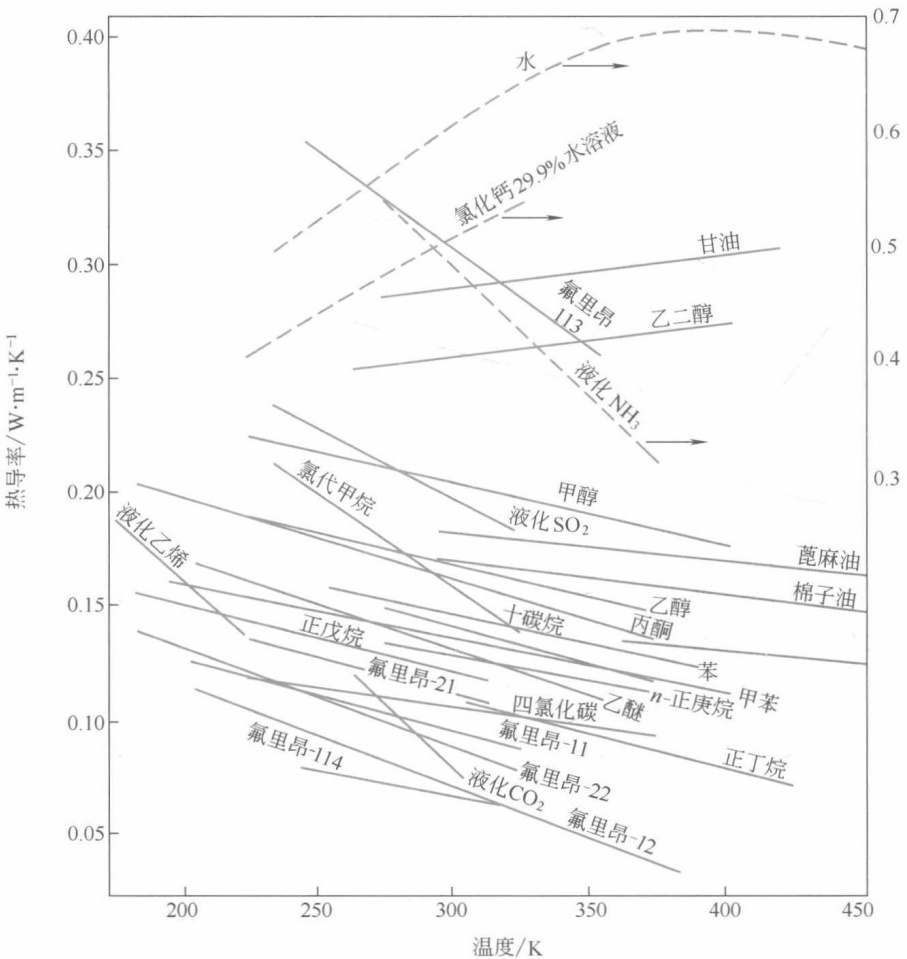 0.7
0.40
水
0.6
0.35
氯化钙29.9%水溶液
0.5
甘油
0.30
氟里昂
113
乙二醇
0.4
0.25
液化NH₃
0.3
氯代甲烷
甲醇
0.20
液化SO₂
液化乙烯
蓖麻油
棉子油
乙醇
0.15
十碳烷
丙酮
正戊烷
苯
氟里昂-21
n-正庚烷
甲苯
乙醚
四氯化碳
0.10
氟里昂-11
正丁烷
氟里昂-114
氟里昂-22
液化CO₂
氟里昂-12
0.05
热导率/W·m⁻¹·K⁻¹
200
250
300
350
400
450
温度/K